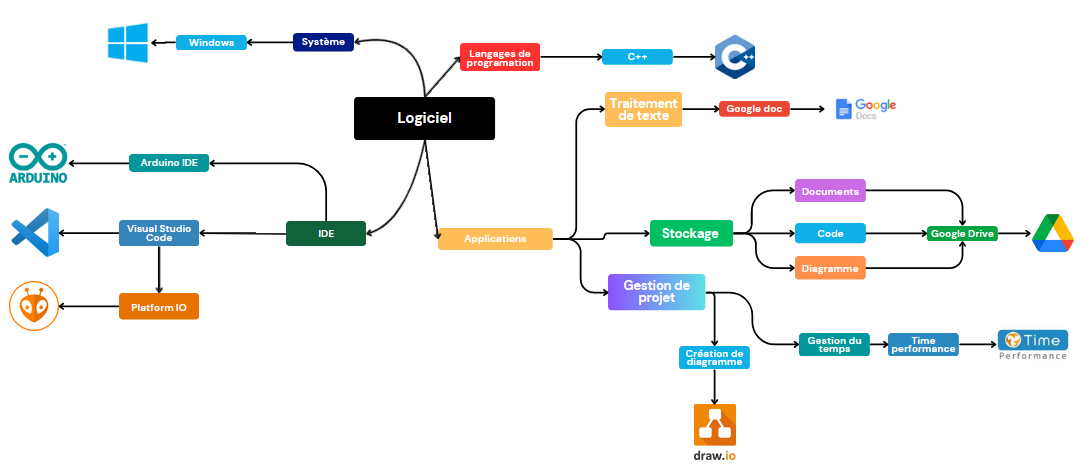 Windows
Système
Langages de
programation
C++
C++
Logiciel
Traitement
de texte
Google doc
Google
Docs
ARDUINO
Arduino IDE
Visual Studio
Code
IDE
Applications
Stockage
Documents
Code
Diagramme
Google Drive
Platform IO
Gestion de
projet
Création de
diagramme
Gestion du
temps
Time
performance
Time
Performance
draw.io